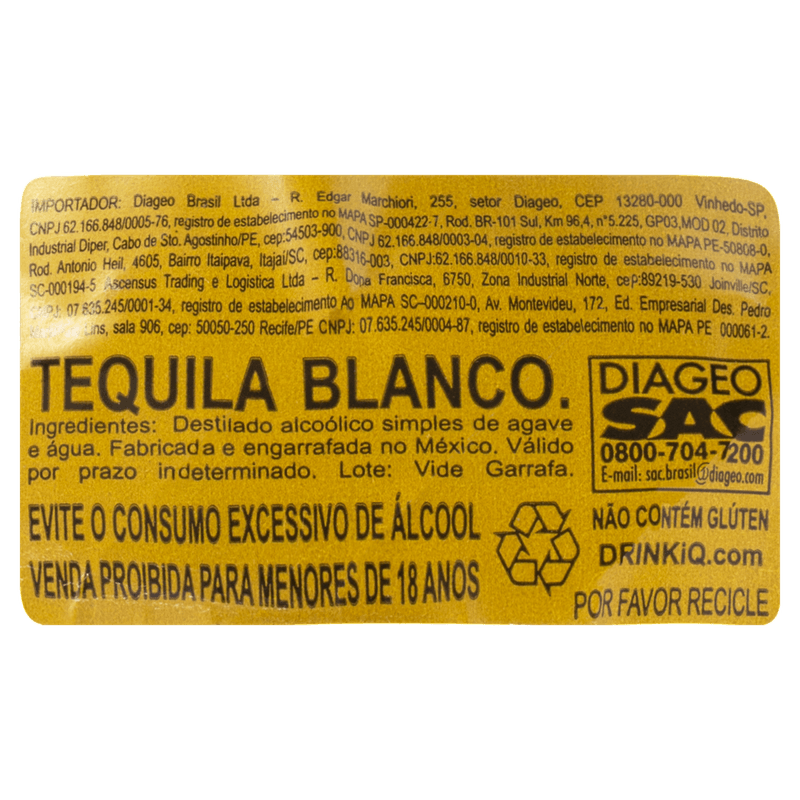 IMPORTADOR: Diageo Brasil Ltda – R. Edgar Marchiori, 255, setor Diageo, CEP 13280-000 Vinhedo-SP,
CNPJ 62.166.848/0005-76, registro de estabelecimento no MAPA SP-000422-7, Rod. BR-101 Sul, Km 96,4, n°5.225, GP03,MOD 02, Distrito
Industrial Diper, Cabo de Sto. Agostinho/PE, cep:54503-900, CNPJ 62.166.848/0003-04, registro de estabelecimento no MAPA PE-50808-0,
Rod. Antonio Heil, 4605, Bairro Itaipava, Itajaí/SC, cep:88316-003, CNPJ:62.166.848/0010-33, registro de estabelecimento no MAPA
SC-000194-5 Ascensus Trading e Logistica Ltda – R. Dona Francisca, 6750, Zona Industrial Norte, cep:89219-530 Joinville/SC,
07.635.245/0001-34, registro de estabelecimento Ao MAPA SC-000210-0, Av. Montevideu, 172, Ed. Empresarial Des. Pedro
sala 906, cep: 50050-250 Recife/PE CNPJ: 07.635.245/0004-87, registro de estabelecimento no MAPA PE 000061-2.
TEQUILA BLANCO.
Ingredientes: Destilado alcoólico simples de agave
e água. Fabricada e engarrafada no México. Válido
por prazo indeterminado. Lote: Vide Garrafa.
DIAGEO
SAC
0800-704-7200
E-mail: sac.brasil@diageo.com
EVITE O CONSUMO EXCESSIVO DE ÁLCOOL
VENDA PROIBIDA PARA MENORES DE 18 ANOS
NÃO CONTÉM GLÚTEN
DRINKiQ.com
POR FAVOR RECICLE